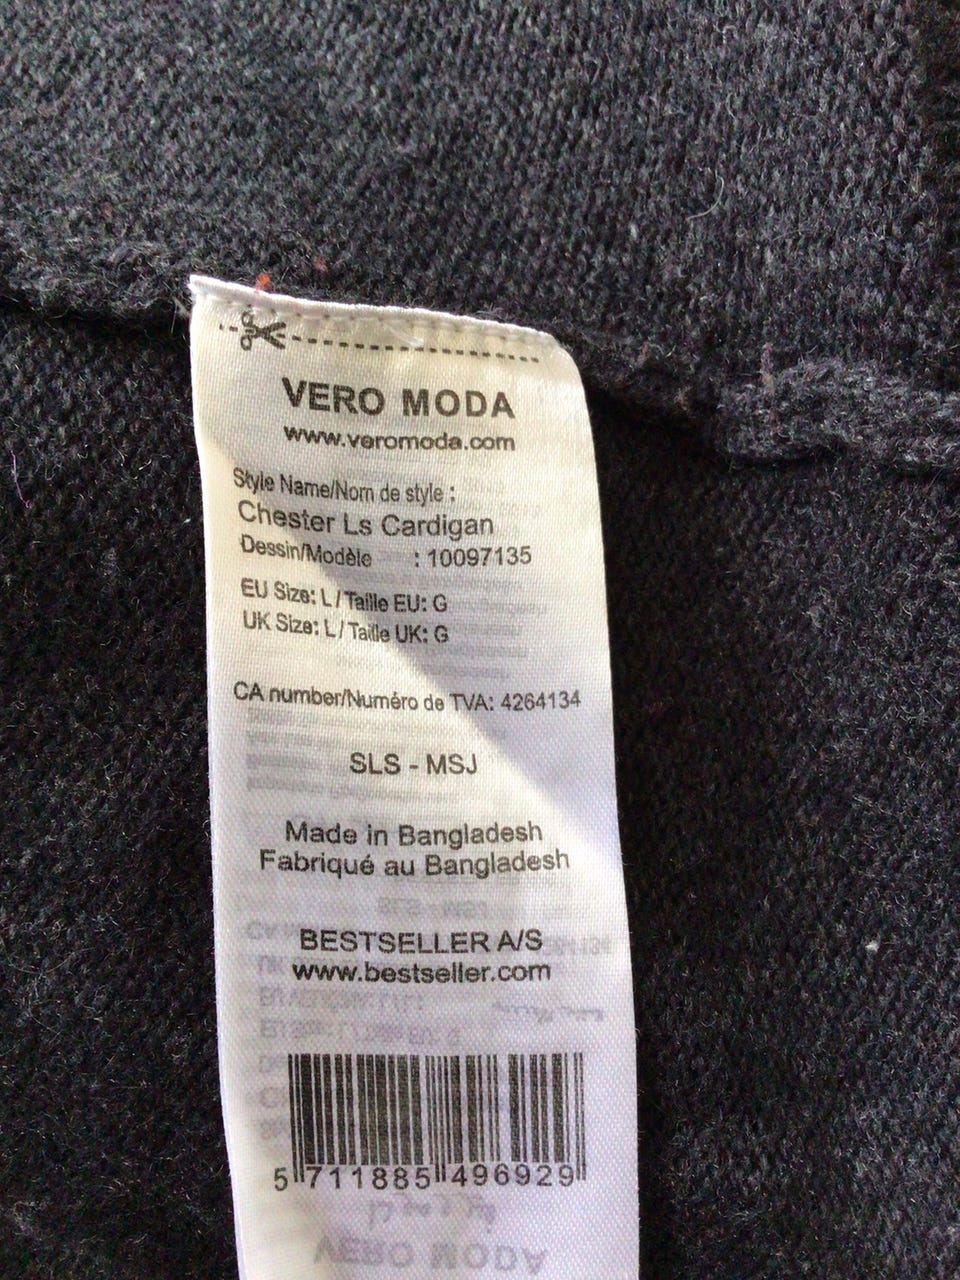 VERO MODA
www.veromoda.com
Style Name/Nom de style :
Chester Ls Cardigan
Dessin/Modèle : 10097135
EU Size: L / Taille EU: G
UK Size: L / Taille UK: G
CA number/Numéro de TVA: 4264134
SLS - MSJ
Made in Bangladesh
Fabriqué au Bangladesh
BESTSELLER A/S
www.bestseller.com
5 711885 496929